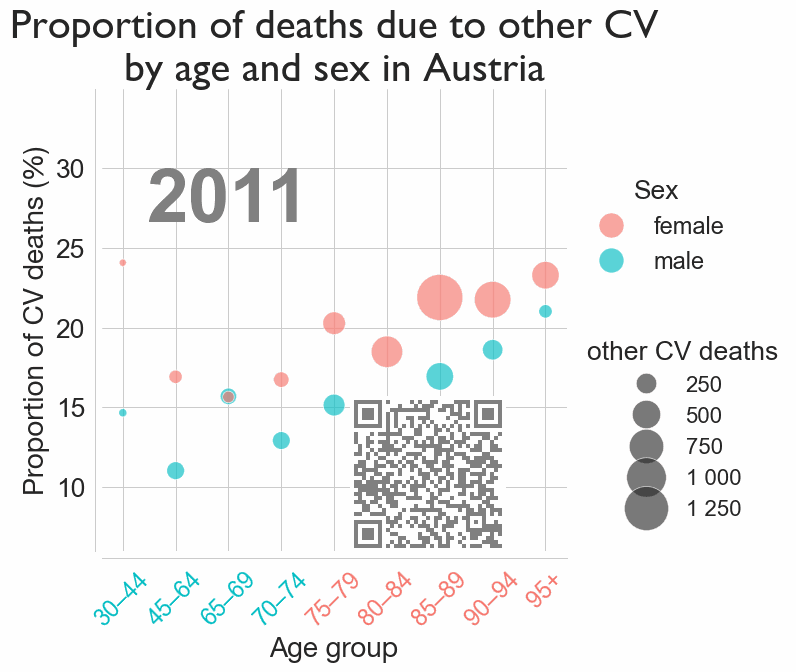 Proportion of deaths due to other CV
by age and sex in Austria
2011
Proportion of CV deaths (%)
30
25
20
15
10
30–44
45–64
65–69
70–74
75–79
80–84
85–89
90–94
95+
Age group
Sex
female
male
other CV deaths
250
500
750
1 000
1 250